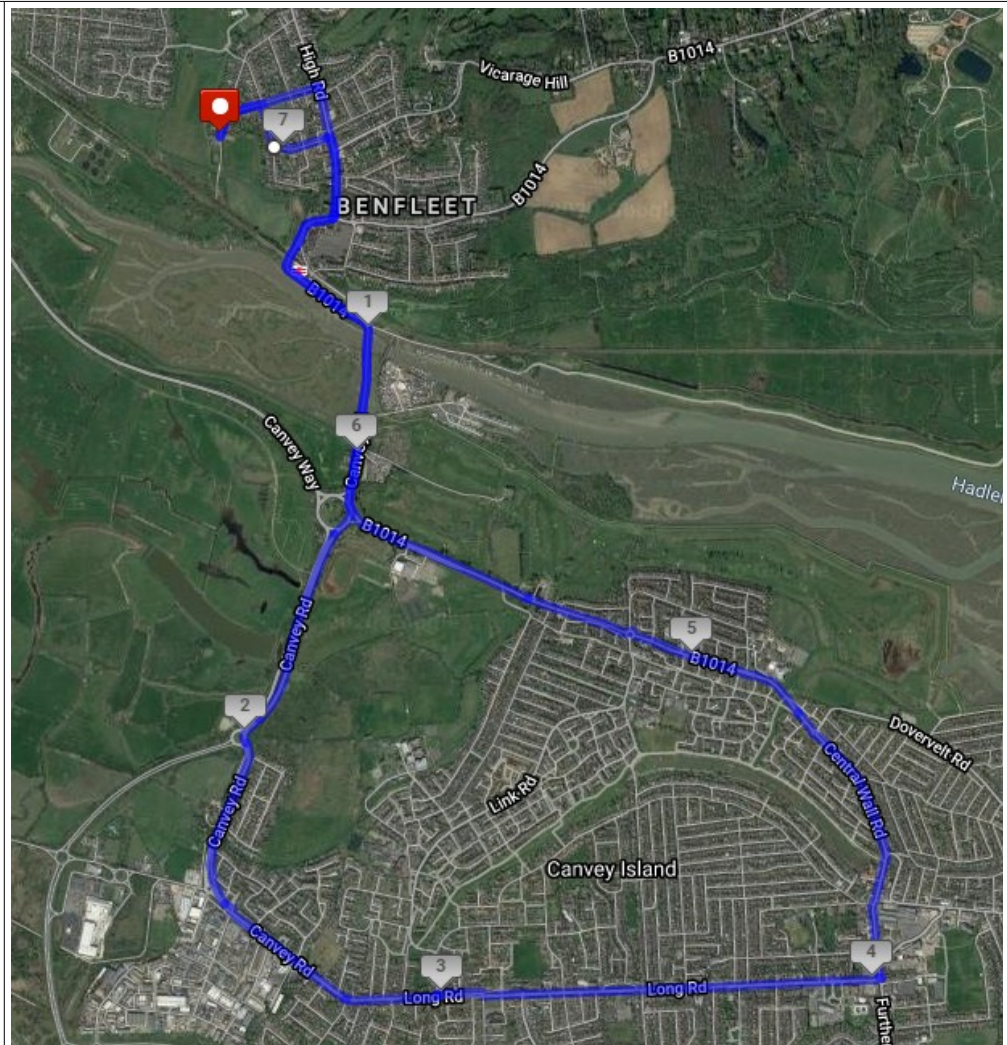 High Rd
Vicarage Hill
B1014
7
B1014
BENFLEET
B1014
1
6
Canvey Way
B1014
Hadle
Canvey Rd
5
B1014
2
Dovervelt Rd
Central Wall Rd
Link Rd
Canvey Rd
Canvey Island
Canvey Rd
3
4
Long Rd
Long Rd
Furthe